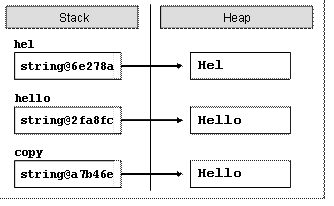 Stack Heap
hel
string@6e278a Hel
hello
string@2fa8fc Hello
copy
string@a7b46e Hello